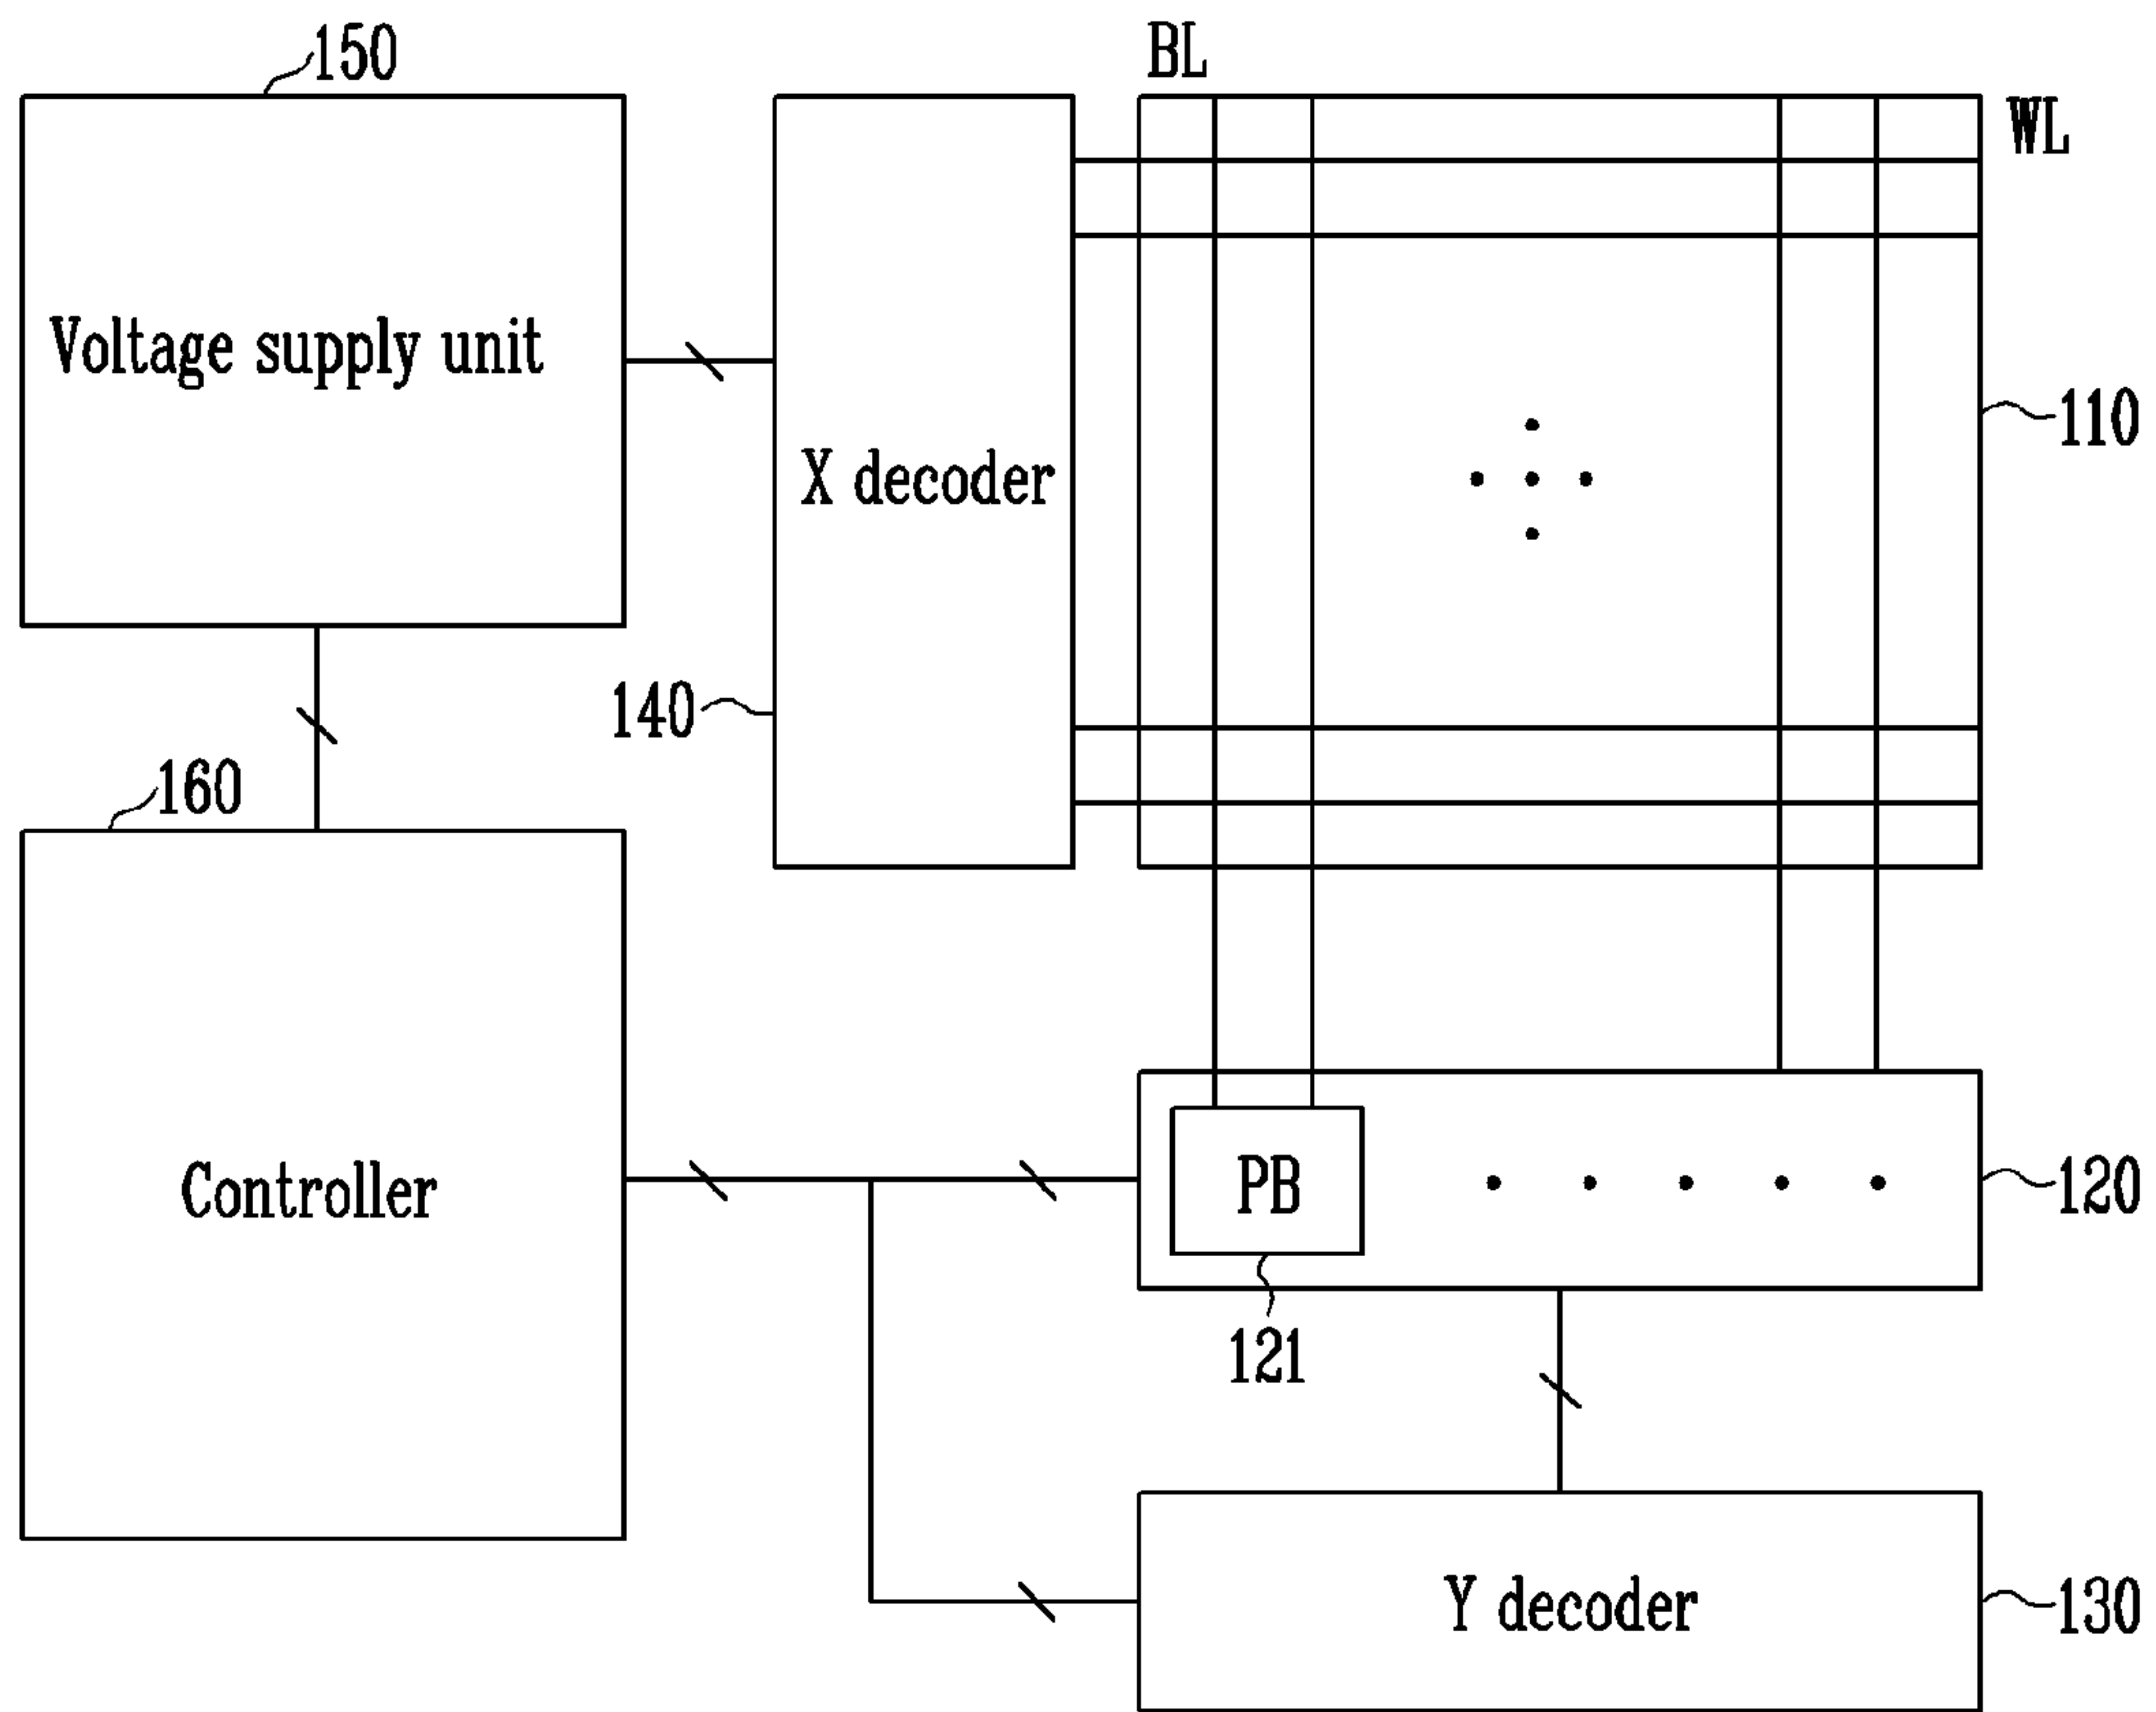 150
BL
WL
Voltage supply unit
110
X decoder
140
160
Controller
PB
120
121
Y decoder
130